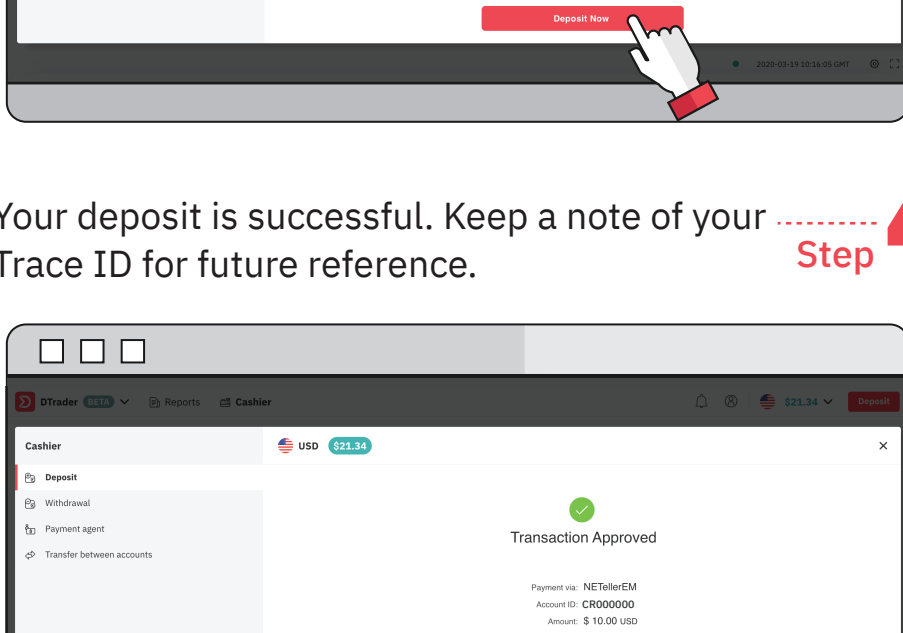 Deposit Now
2020-03-19 10:16:05 GMT
Your deposit is successful. Keep a note of your
Trace ID for future reference.
Step
DTrader BETA Reports Cashier $21.34 Deposit
Cashier USD $21.34
Deposit
Withdrawal
Payment agent
Transfer between accounts
Transaction Approved
Payment via: NETellerEM
Account ID: CR000000
Amount: $ 10.00 USD